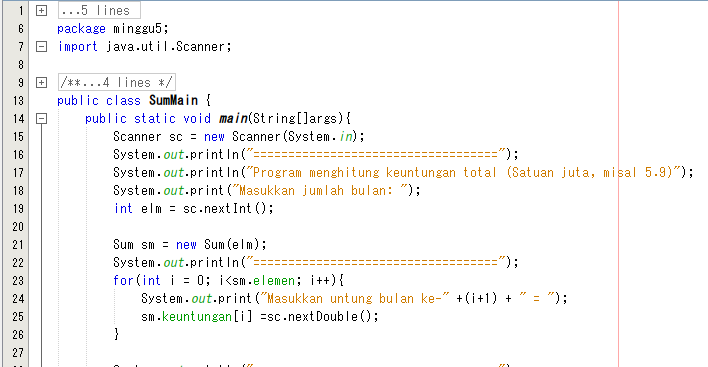 1 ...5 lines
6 package minggu5;
7 import java.util.Scanner;
8
9 /**...4 lines */
13 public class SumMain {
14 public static void main(String[]args){
15 Scanner sc = new Scanner(System.in);
16 System.out.println("===================================");
17 System.out.println("Program menghitung keuntungan total (Satuan juta, misal 5.9)");
18 System.out.print("Masukkan jumlah bulan: ");
19 int elm = sc.nextInt();
20
21 Sum sm = new Sum(elm);
22 System.out.println("===================================");
23 for(int i = 0; i<sm.elemen; i++){
24 System.out.print("Masukkan untung bulan ke-" +(i+1) + " = ");
25 sm.keuntungan[i] =sc.nextDouble();
26 }
27